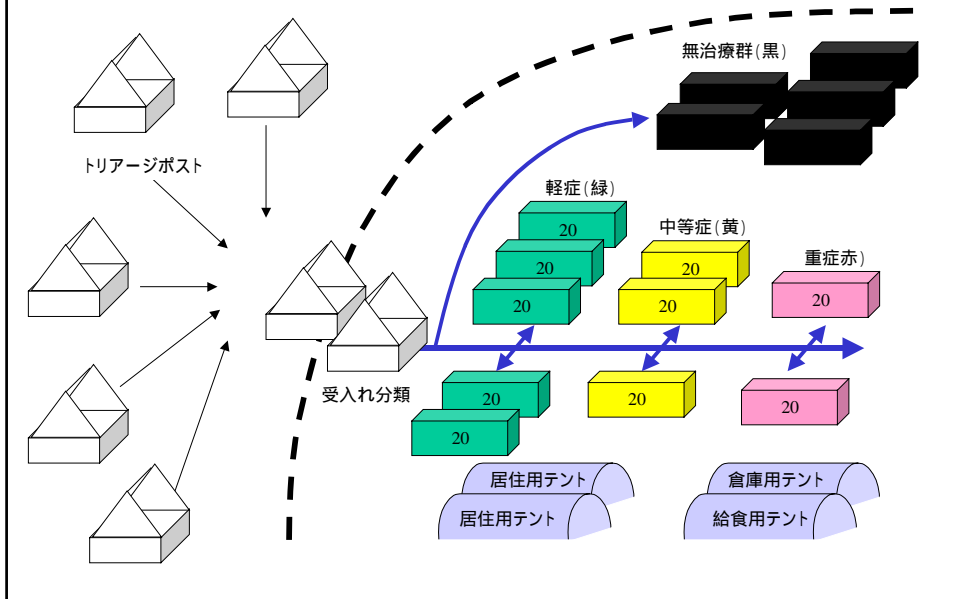 無治療群(黒)
トリアージポスト
軽症(緑)
中等症(黄)
重症赤)
20
20
20
20
20
20
受入れ分類
20
20
20
20
居住用テント
居住用テント
倉庫用テント
給食用テント